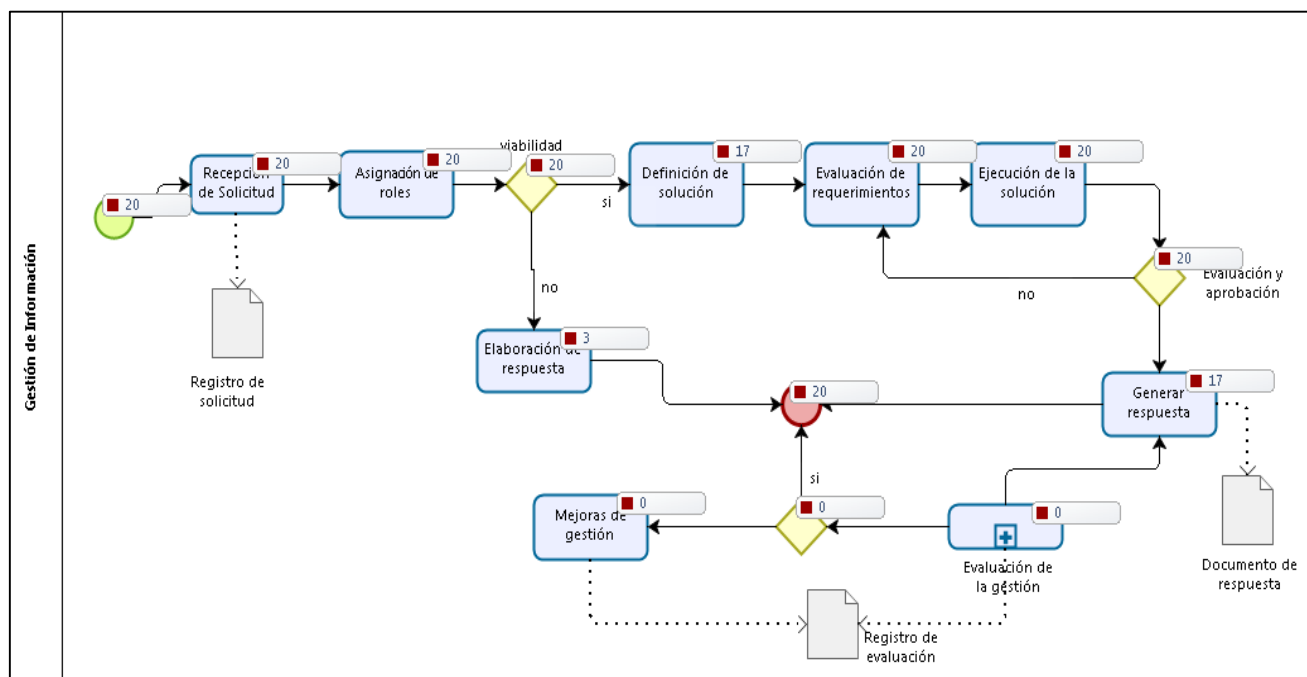 Gestión de Información
20
Recepción
de Solicitud
20
Asignación de
roles
20
viabilidad
20
si
no
Definición de
solución
17
Evaluación de
requerimientos
20
Ejecución de la
solución
20
20
Evaluación y
aprobación
no
Registro de
solicitud
Elaboración de
respuesta
3
20
Generar
respuesta
17
si
Mejoras de
gestión
0
0
0
Evaluación de
la gestión
Documento de
respuesta
Registro de
evaluación